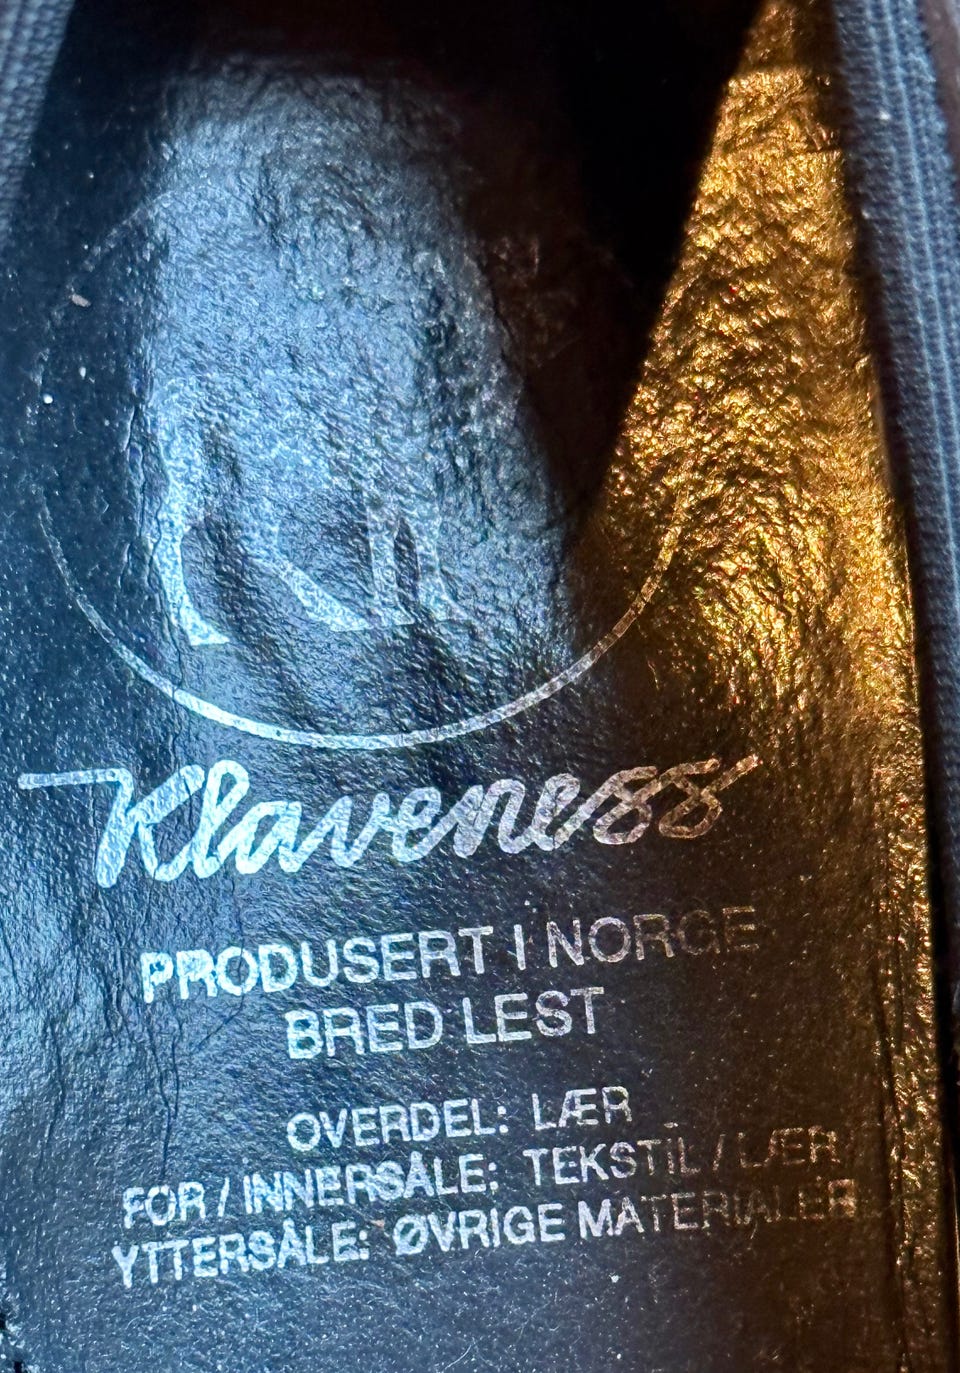 Klaveness
PRODUSERT I NORGE
BRED LEST
OVERDEL: LÆR
FOR / INNERSÅLE: TEKSTIL / LÆR
YTTERSÅLE: ØVRIGE MATERIALER